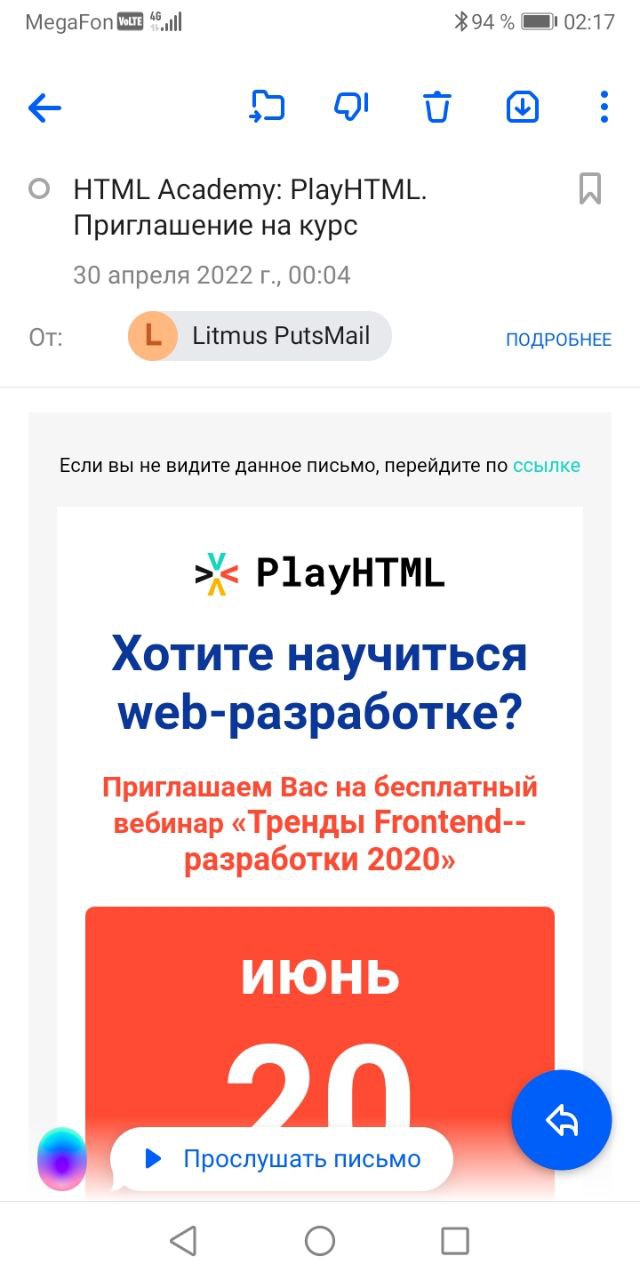 MegaFon VoLTE 4G 94 % 02:17
HTML Academy: PlayHTML.
Приглашение на курс
30 апреля 2022 г., 00:04
От: L Litmus PutsMail ПОДРОБНЕЕ
Если вы не видите данное письмо, перейдите по ссылке
PlayHTML
Хотите научиться
web-разработке?
Приглашаем Вас на бесплатный
вебинар «Тренды Frontend--
разработки 2020»
июнь
20
Прослушать письмо